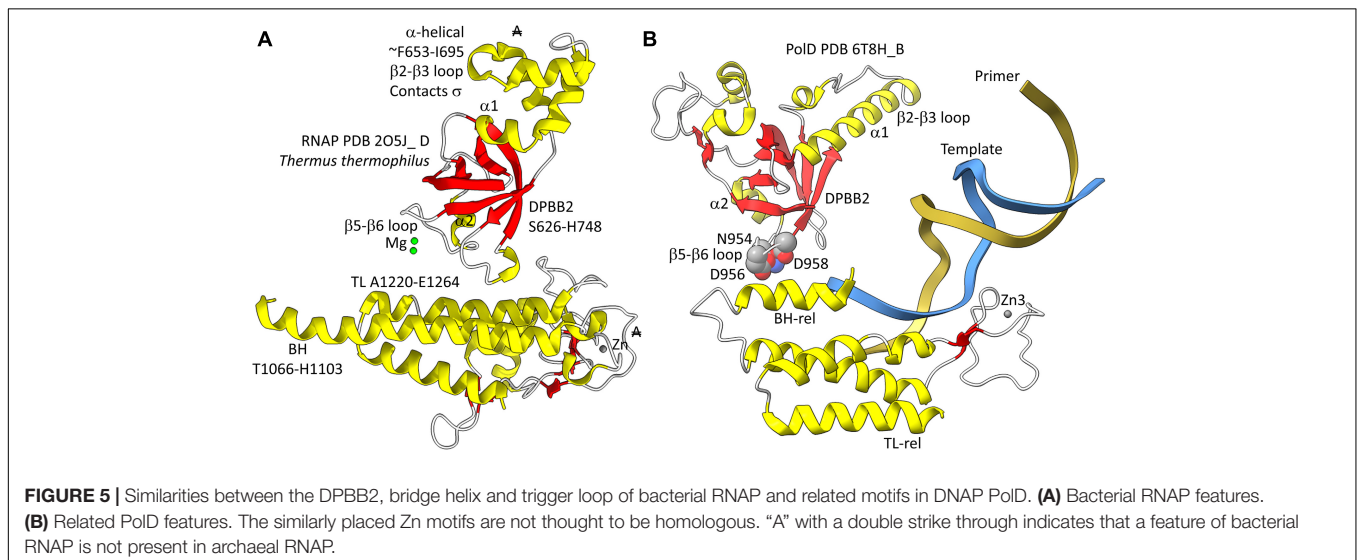 A
α-helical
~F653-I695
β2-β3 loop
Contacts σ
A
α1
RNAP PDB 2O5J_ D
Thermus thermophilus
DPBB2
S626-H748
α2
β5-β6 loop
Mg
TL A1220-E1264
A
Zn
BH
T1066-H1103
B
PolD PDB 6T8H_B
Primer
β2-β3 loop
α1
Template
α2
DPBB2
N954
β5-β6 loop
D956
D958
Zn3
BH-rel
TL-rel
FIGURE 5 | Similarities between the DPBB2, bridge helix and trigger loop of bacterial RNAP and related motifs in DNAP PolD. (A) Bacterial RNAP features.
(B) Related PolD features. The similarly placed Zn motifs are not thought to be homologous. “A” with a double strike through indicates that a feature of bacterial
RNAP is not present in archaeal RNAP.